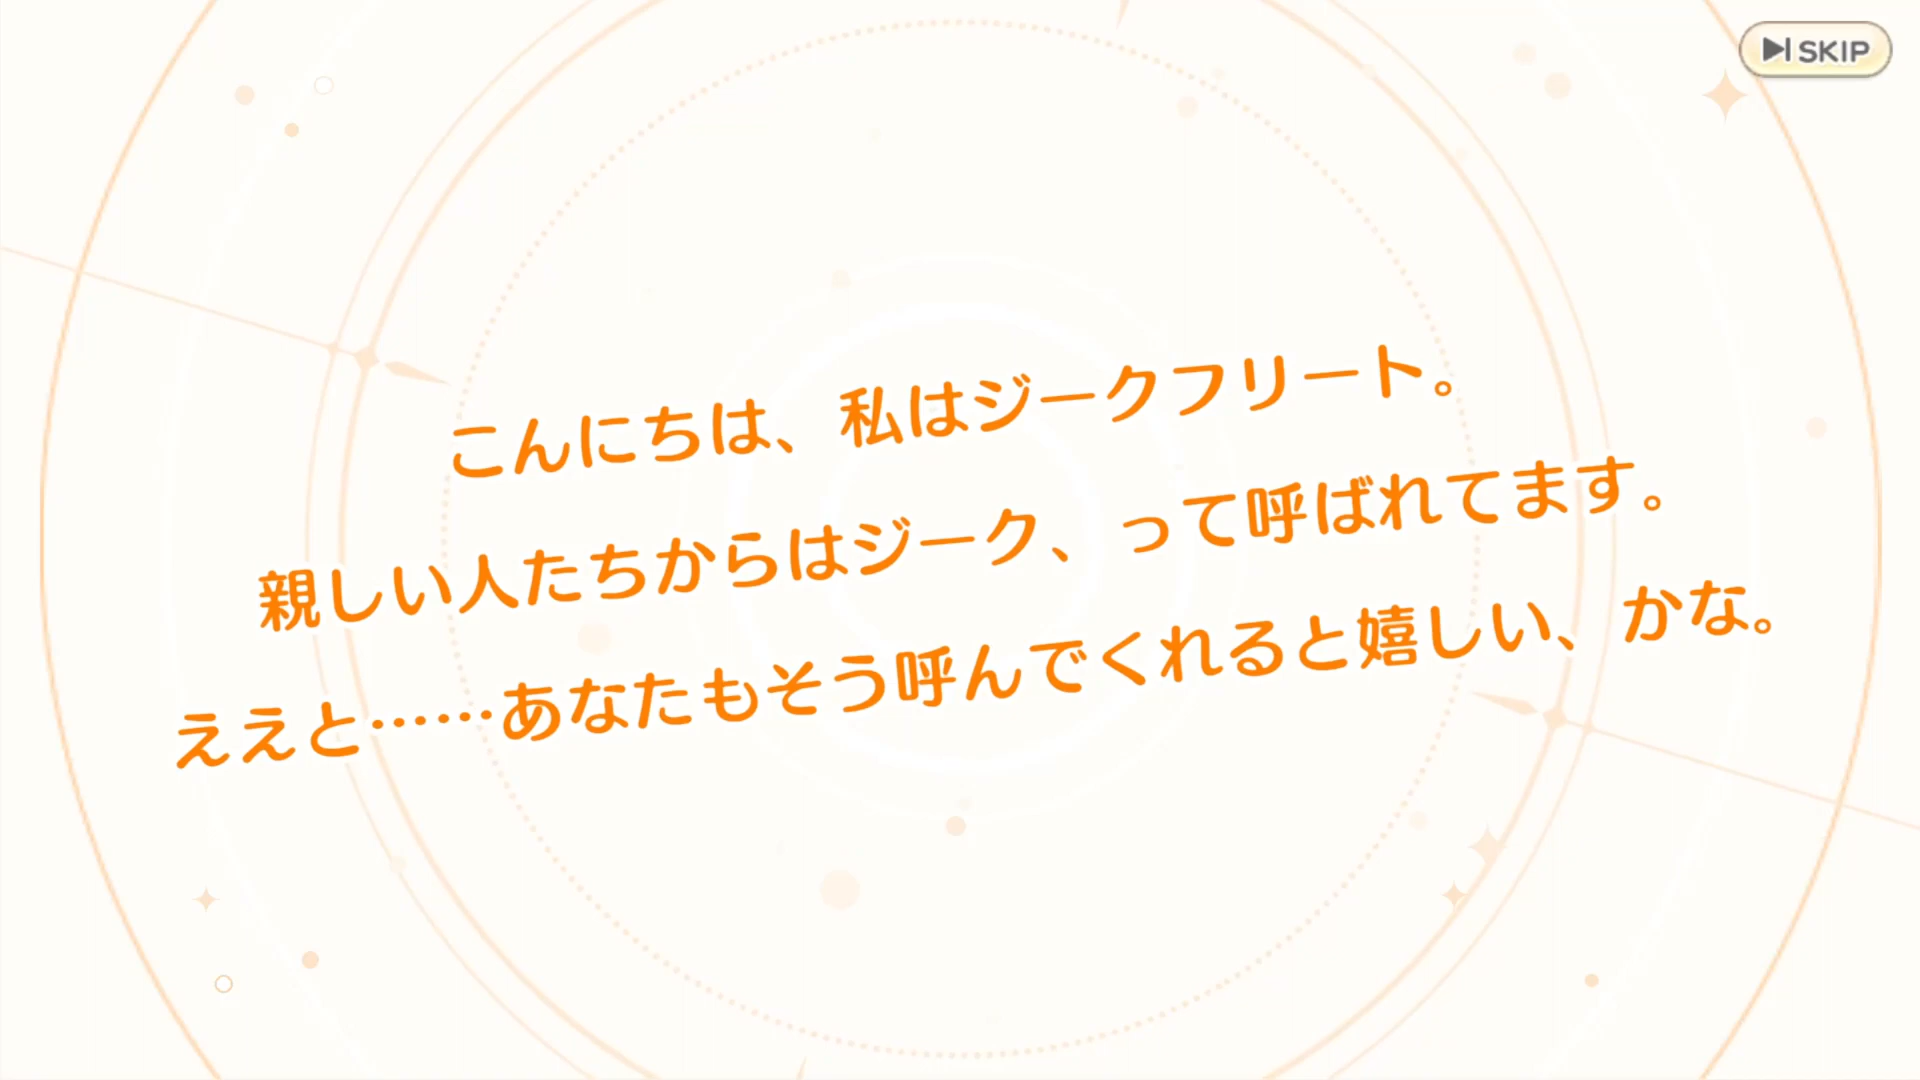 SKIP
こんにちは、私はジークフリート。
親しい人たちからはジーク、って呼ばれてます。
ええと……あなたもそう呼んでくれると嬉しい、かな。